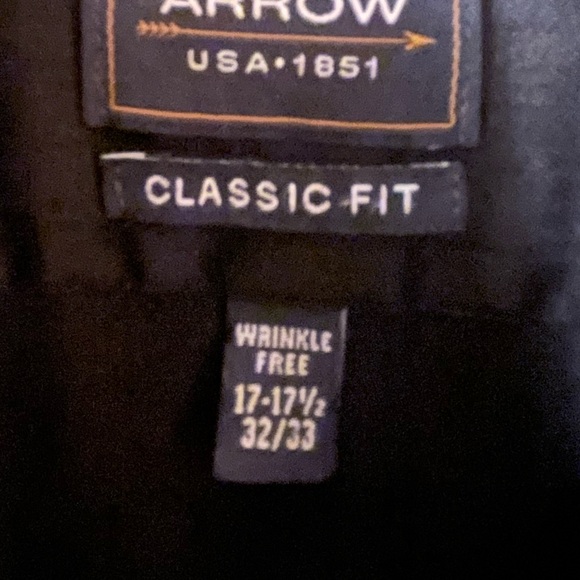 ARROW
USA•1851
CLASSIC FIT
WRINKLE
FREE
17-17½
32/33